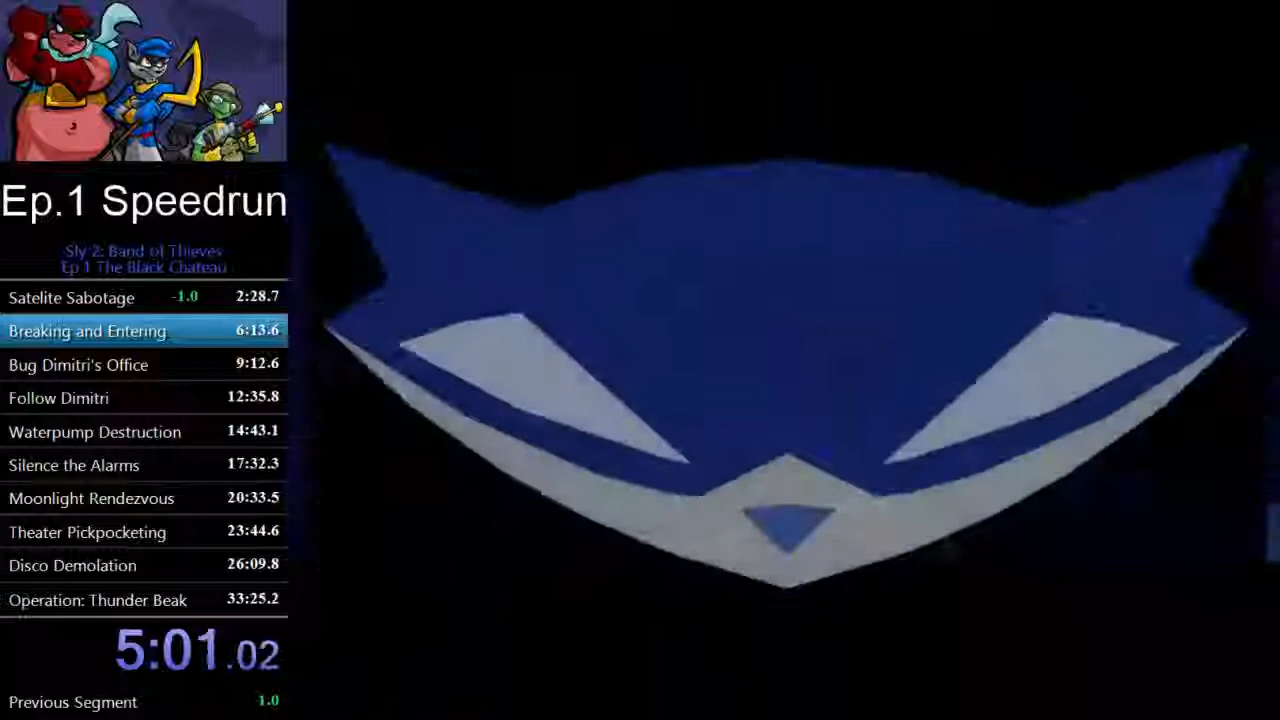 Ep.1 Speedrun
Sly 2: Band of Thieves
Ep 1 The Black Chateau
Satelite Sabotage -1.0 2:28.7
Breaking and Entering 6:13.6
Bug Dimitri's Office 9:12.6
Follow Dimitri 12:35.8
Waterpump Destruction 14:43.1
Silence the Alarms 17:32.3
Moonlight Rendezvous 20:33.5
Theater Pickpocketing 23:44.6
Disco Demolation 26:09.8
Operation: Thunder Beak 33:25.2
5:01.02
Previous Segment 1.0